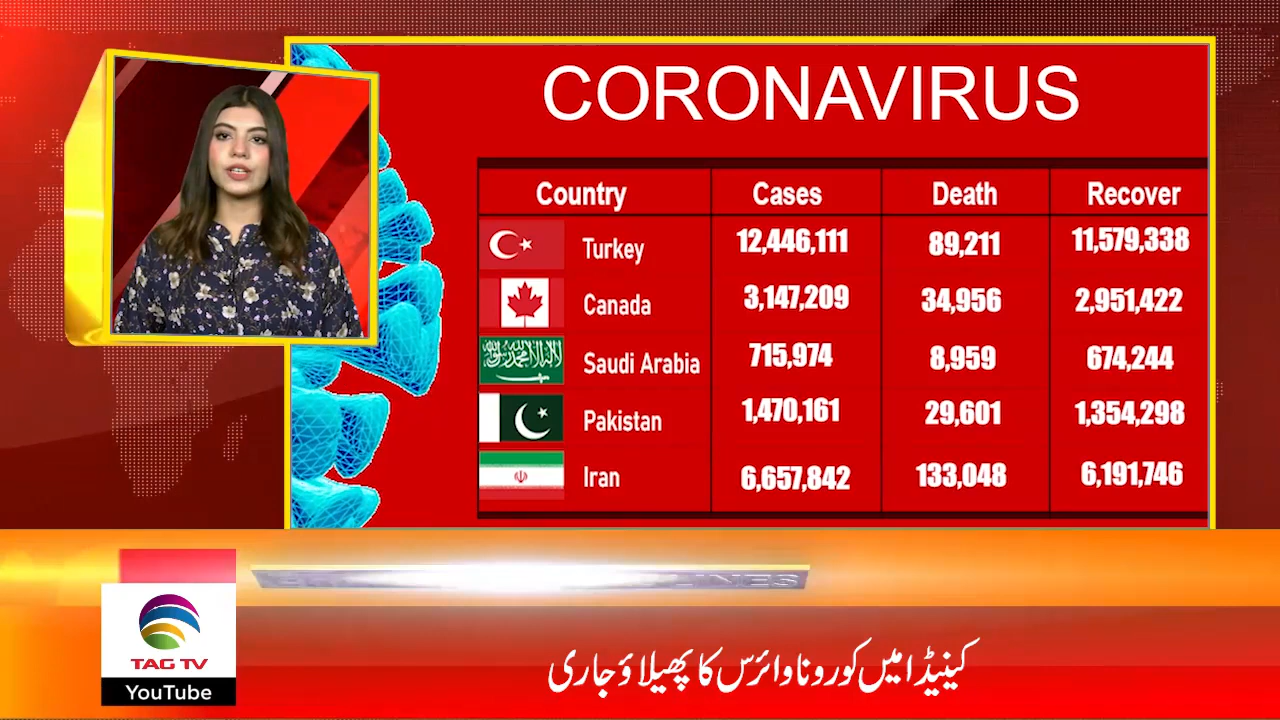 CORONAVIRUS
Country Cases Death Recover
Turkey 12,446,111 89,211 11,579,338
Canada 3,147,209 34,956 2,951,422
Saudi Arabia 715,974 8,959 674,244
Pakistan 1,470,161 29,601 1,354,298
Iran 6,657,842 133,048 6,191,746
TAG TV
YouTube
کینیڈا میں کورونا وائرس کا پھیلاؤ جاری